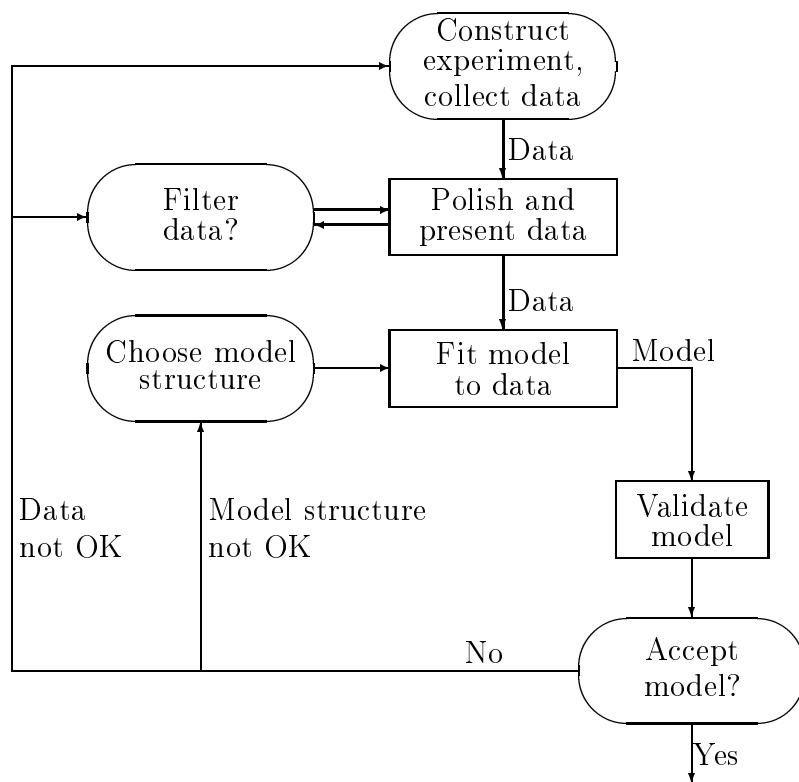 Construct
experiment,
collect data
Data
Filter
data?
Polish and
present data
Data
Choose model
structure
Fit model
to data
Model
Data
not OK
Model structure
not OK
Validate
model
No
Accept
model?
Yes